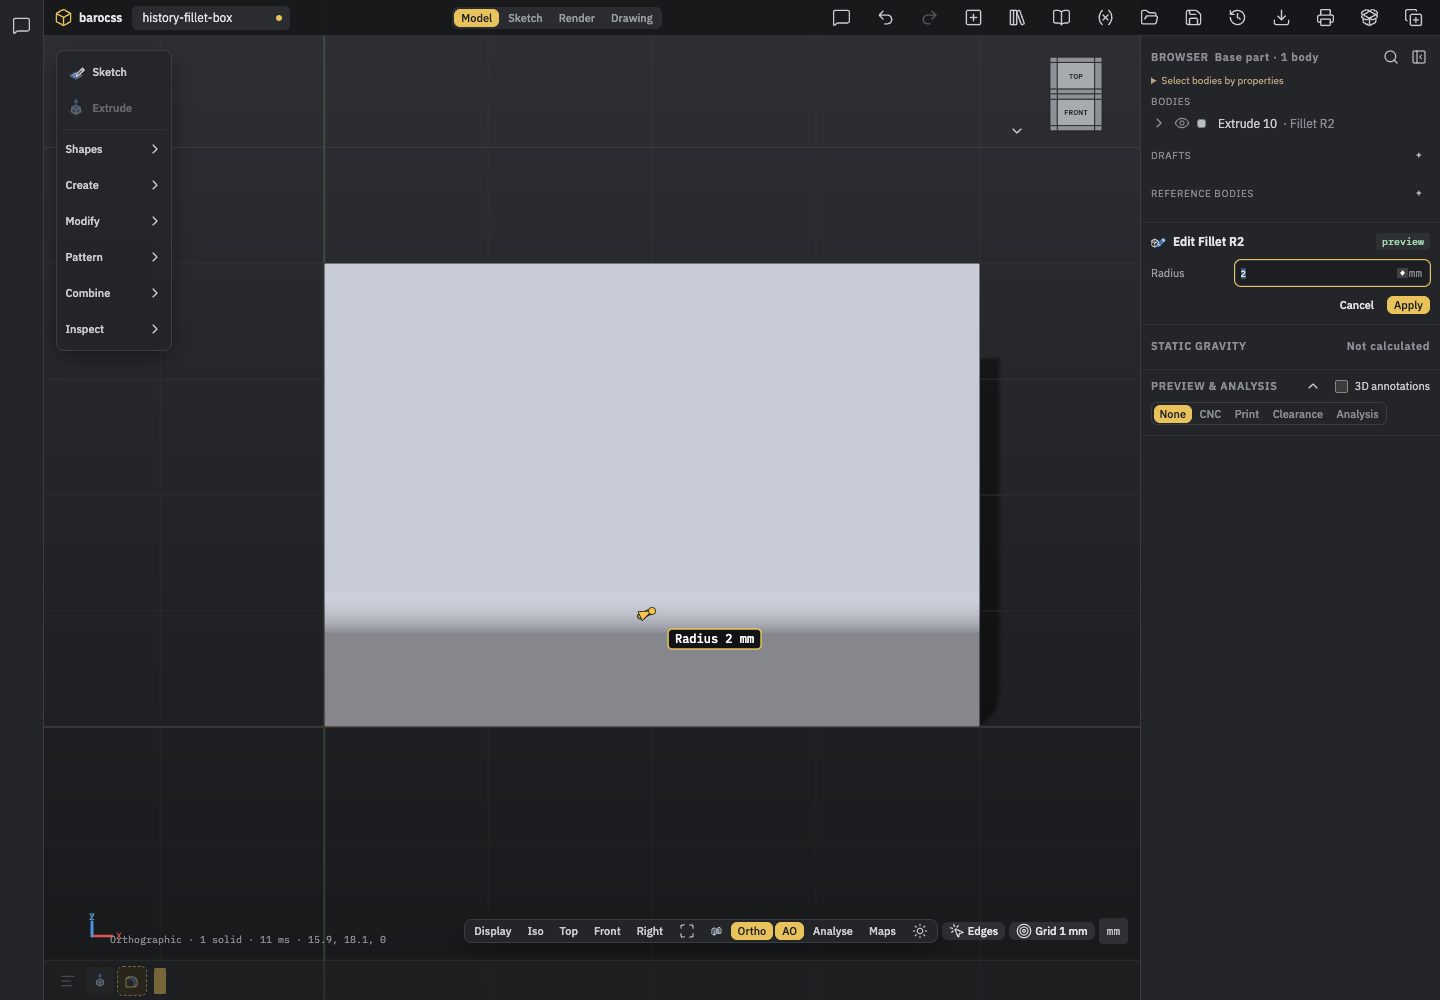 barocss
history-fillet-box
Model
Sketch
Render
Drawing
Sketch
Extrude
Shapes
Create
Modify
Pattern
Combine
Inspect
TOP
FRONT
BROWSER Base part · 1 body
Select bodies by properties
BODIES
Extrude 10 · Fillet R2
DRAFTS
REFERENCE BODIES
Edit Fillet R2
preview
Radius
2
mm
Cancel
Apply
STATIC GRAVITY
Not calculated
PREVIEW & ANALYSIS
3D annotations
None
CNC
Print
Clearance
Analysis
Radius 2 mm
Z
X
Orthographic · 1 solid · 11 ms · 15.9, 18.1, 0
Display
Iso
Top
Front
Right
Ortho
AO
Analyse
Maps
Edges
Grid 1 mm
mm